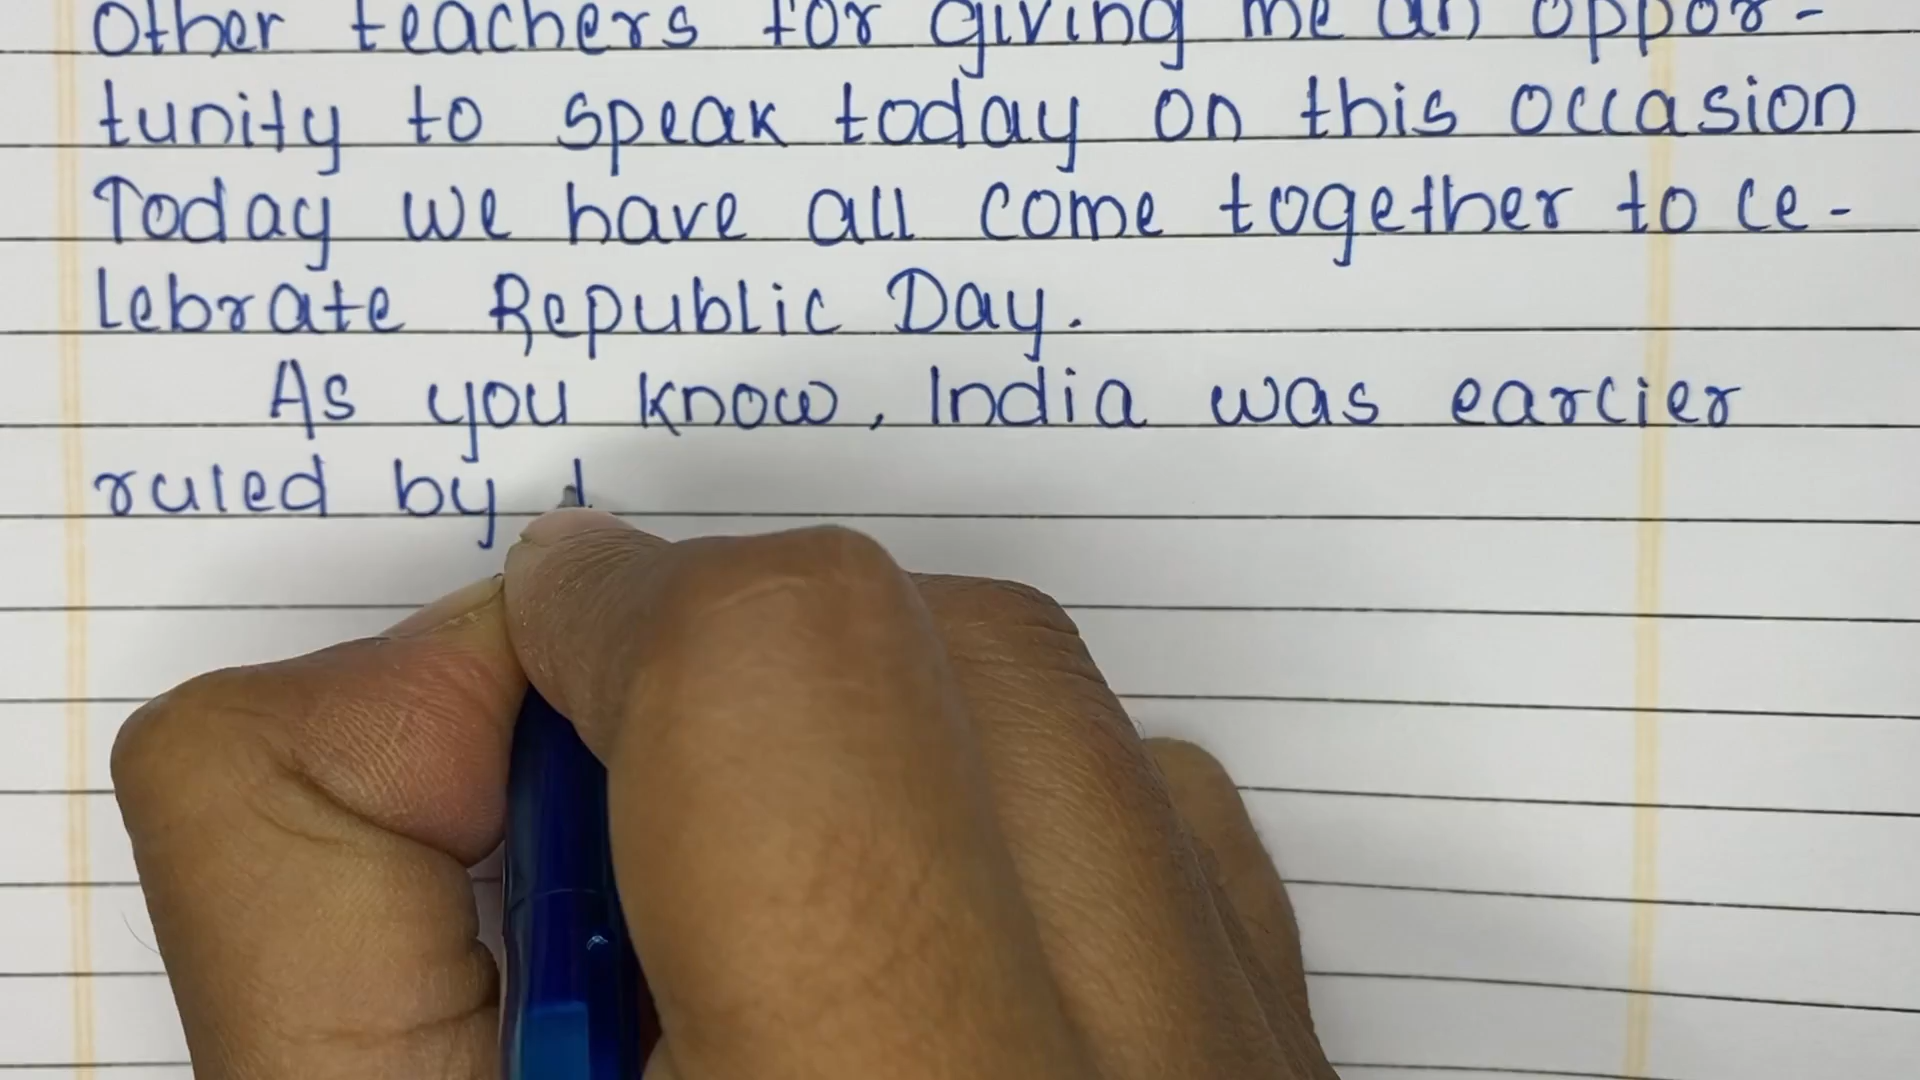 other teachers for giving me an oppor-
tunity to speak today on this occasion
Today we have all come together to ce-
lebrate Republic Day.
As you know, India was earcier
ruled by